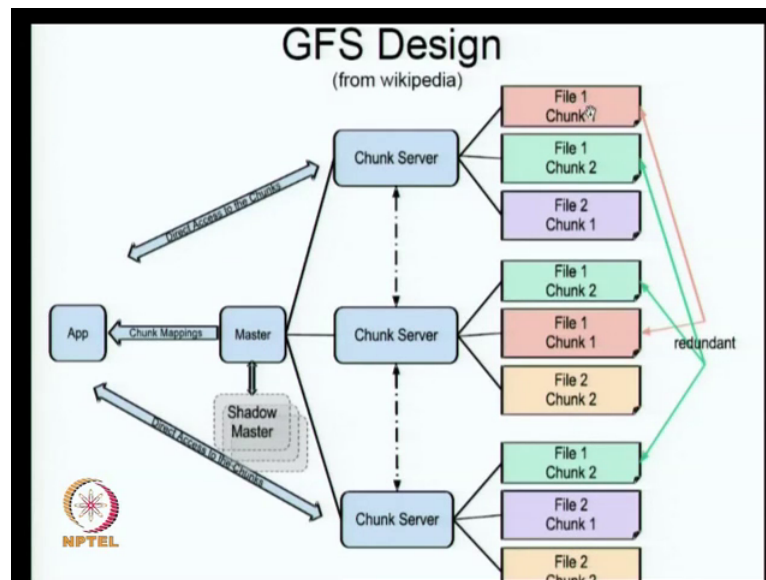 GFS Design
(from wikipedia)
File 1
Chunk
File 1
Chunk 2
File 2
Chunk 1
Chunk Server
Direct Access to the Chunks
App
Chunk Mappings
Master
Shadow
Master
Chunk Server
File 1
Chunk 2
File 1
Chunk 1
File 2
Chunk 2
redundant
Direct Access to the Chunks
Chunk Server
File 1
Chunk 2
File 2
Chunk 1
File 2
Chunk 2
NPTEL